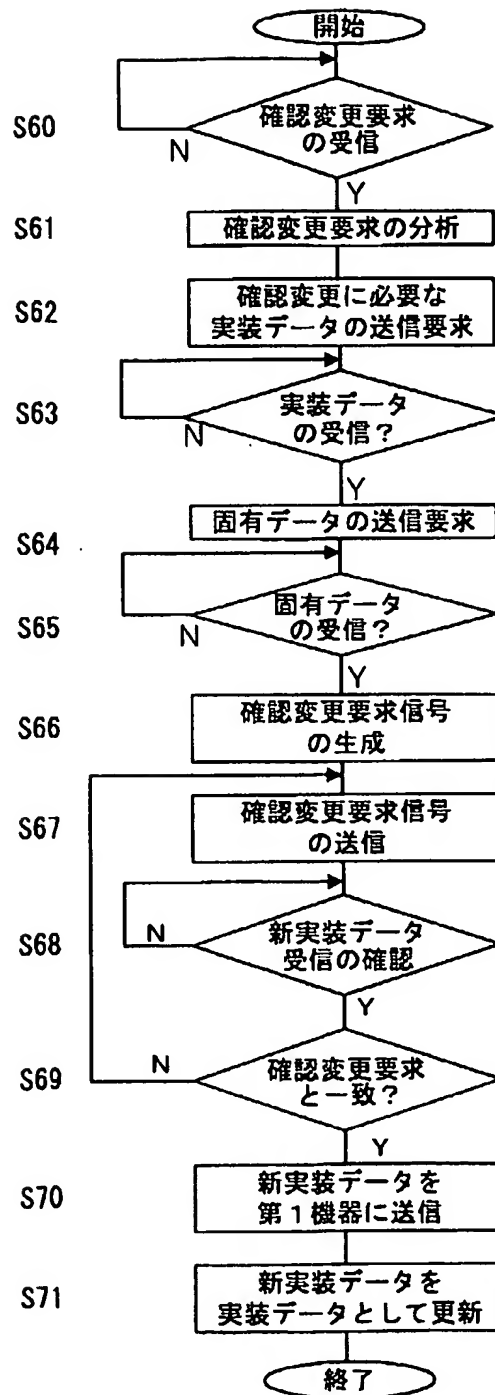 開始
S60
確認変更要求
の受信
N
Y
S61
確認変更要求の分析
S62
確認変更に必要な
実装データの送信要求
S63
実装データ
の受信？
N
Y
S64
固有データの送信要求
S65
固有データ
の受信？
N
Y
S66
確認変更要求信号
の生成
S67
確認変更要求信号
の送信
S68
新実装データ
受信の確認
N
Y
S69
確認変更要求
と一致？
N
Y
S70
新実装データを
第1機器に送信
S71
新実装データを
実装データとして更新
終了